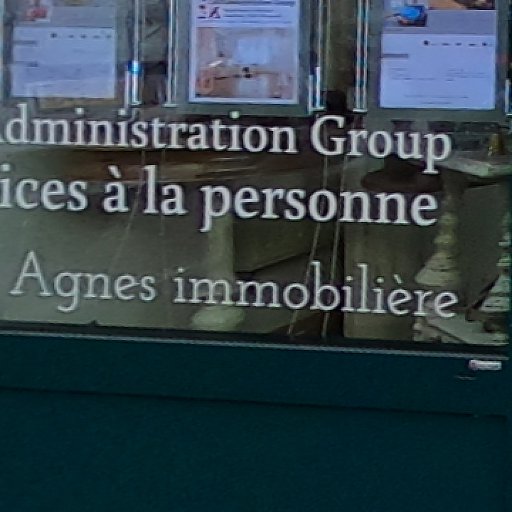 Administration Group
ices à la personne
Agnes immobilière